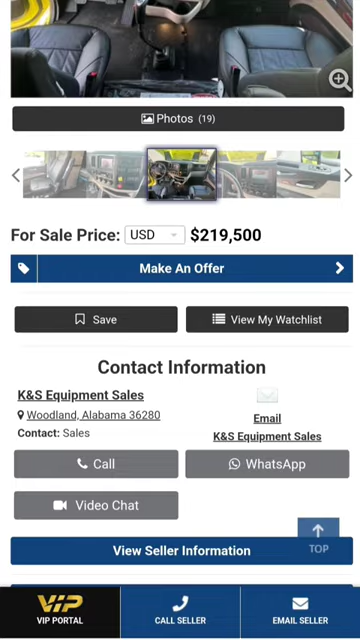 Photos (19)
For Sale Price: USD $219,500
Make An Offer
Save
View My Watchlist
Contact Information
K&S Equipment Sales
Woodland, Alabama 36280
Contact: Sales
Email
K&S Equipment Sales
Call
WhatsApp
Video Chat
TOP
View Seller Information
VIP
VIP PORTAL
CALL SELLER
EMAIL SELLER